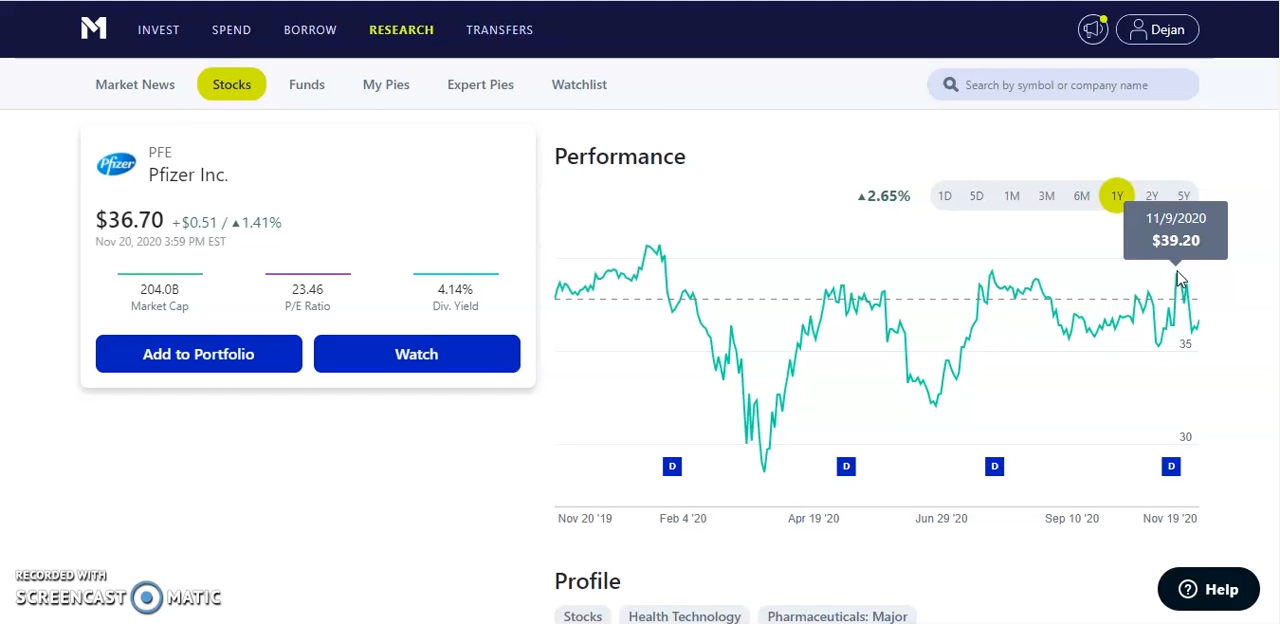 M INVEST SPEND BORROW RESEARCH TRANSFERS Dejan
Market News Stocks Funds My Pies Expert Pies Watchlist Search by symbol or company name
Pfizer
PFE
Pfizer Inc.
$36.70 +$0.51 / ▲1.41%
Nov 20, 2020 3:59 PM EST
204.0B 23.46 4.14%
Market Cap P/E Ratio Div. Yield
Add to Portfolio Watch
Performance
▲2.65% 1D 5D 1M 3M 6M 1Y 2Y 5Y
11/9/2020
$39.20
35
30
D D D D
Nov 20 '19 Feb 4 '20 Apr 19 '20 Jun 29 '20 Sep 10 '20 Nov 19 '20
Profile
Stocks Health Technology Pharmaceuticals: Major
RECORDED WITH
SCREENCAST MATIC
? Help